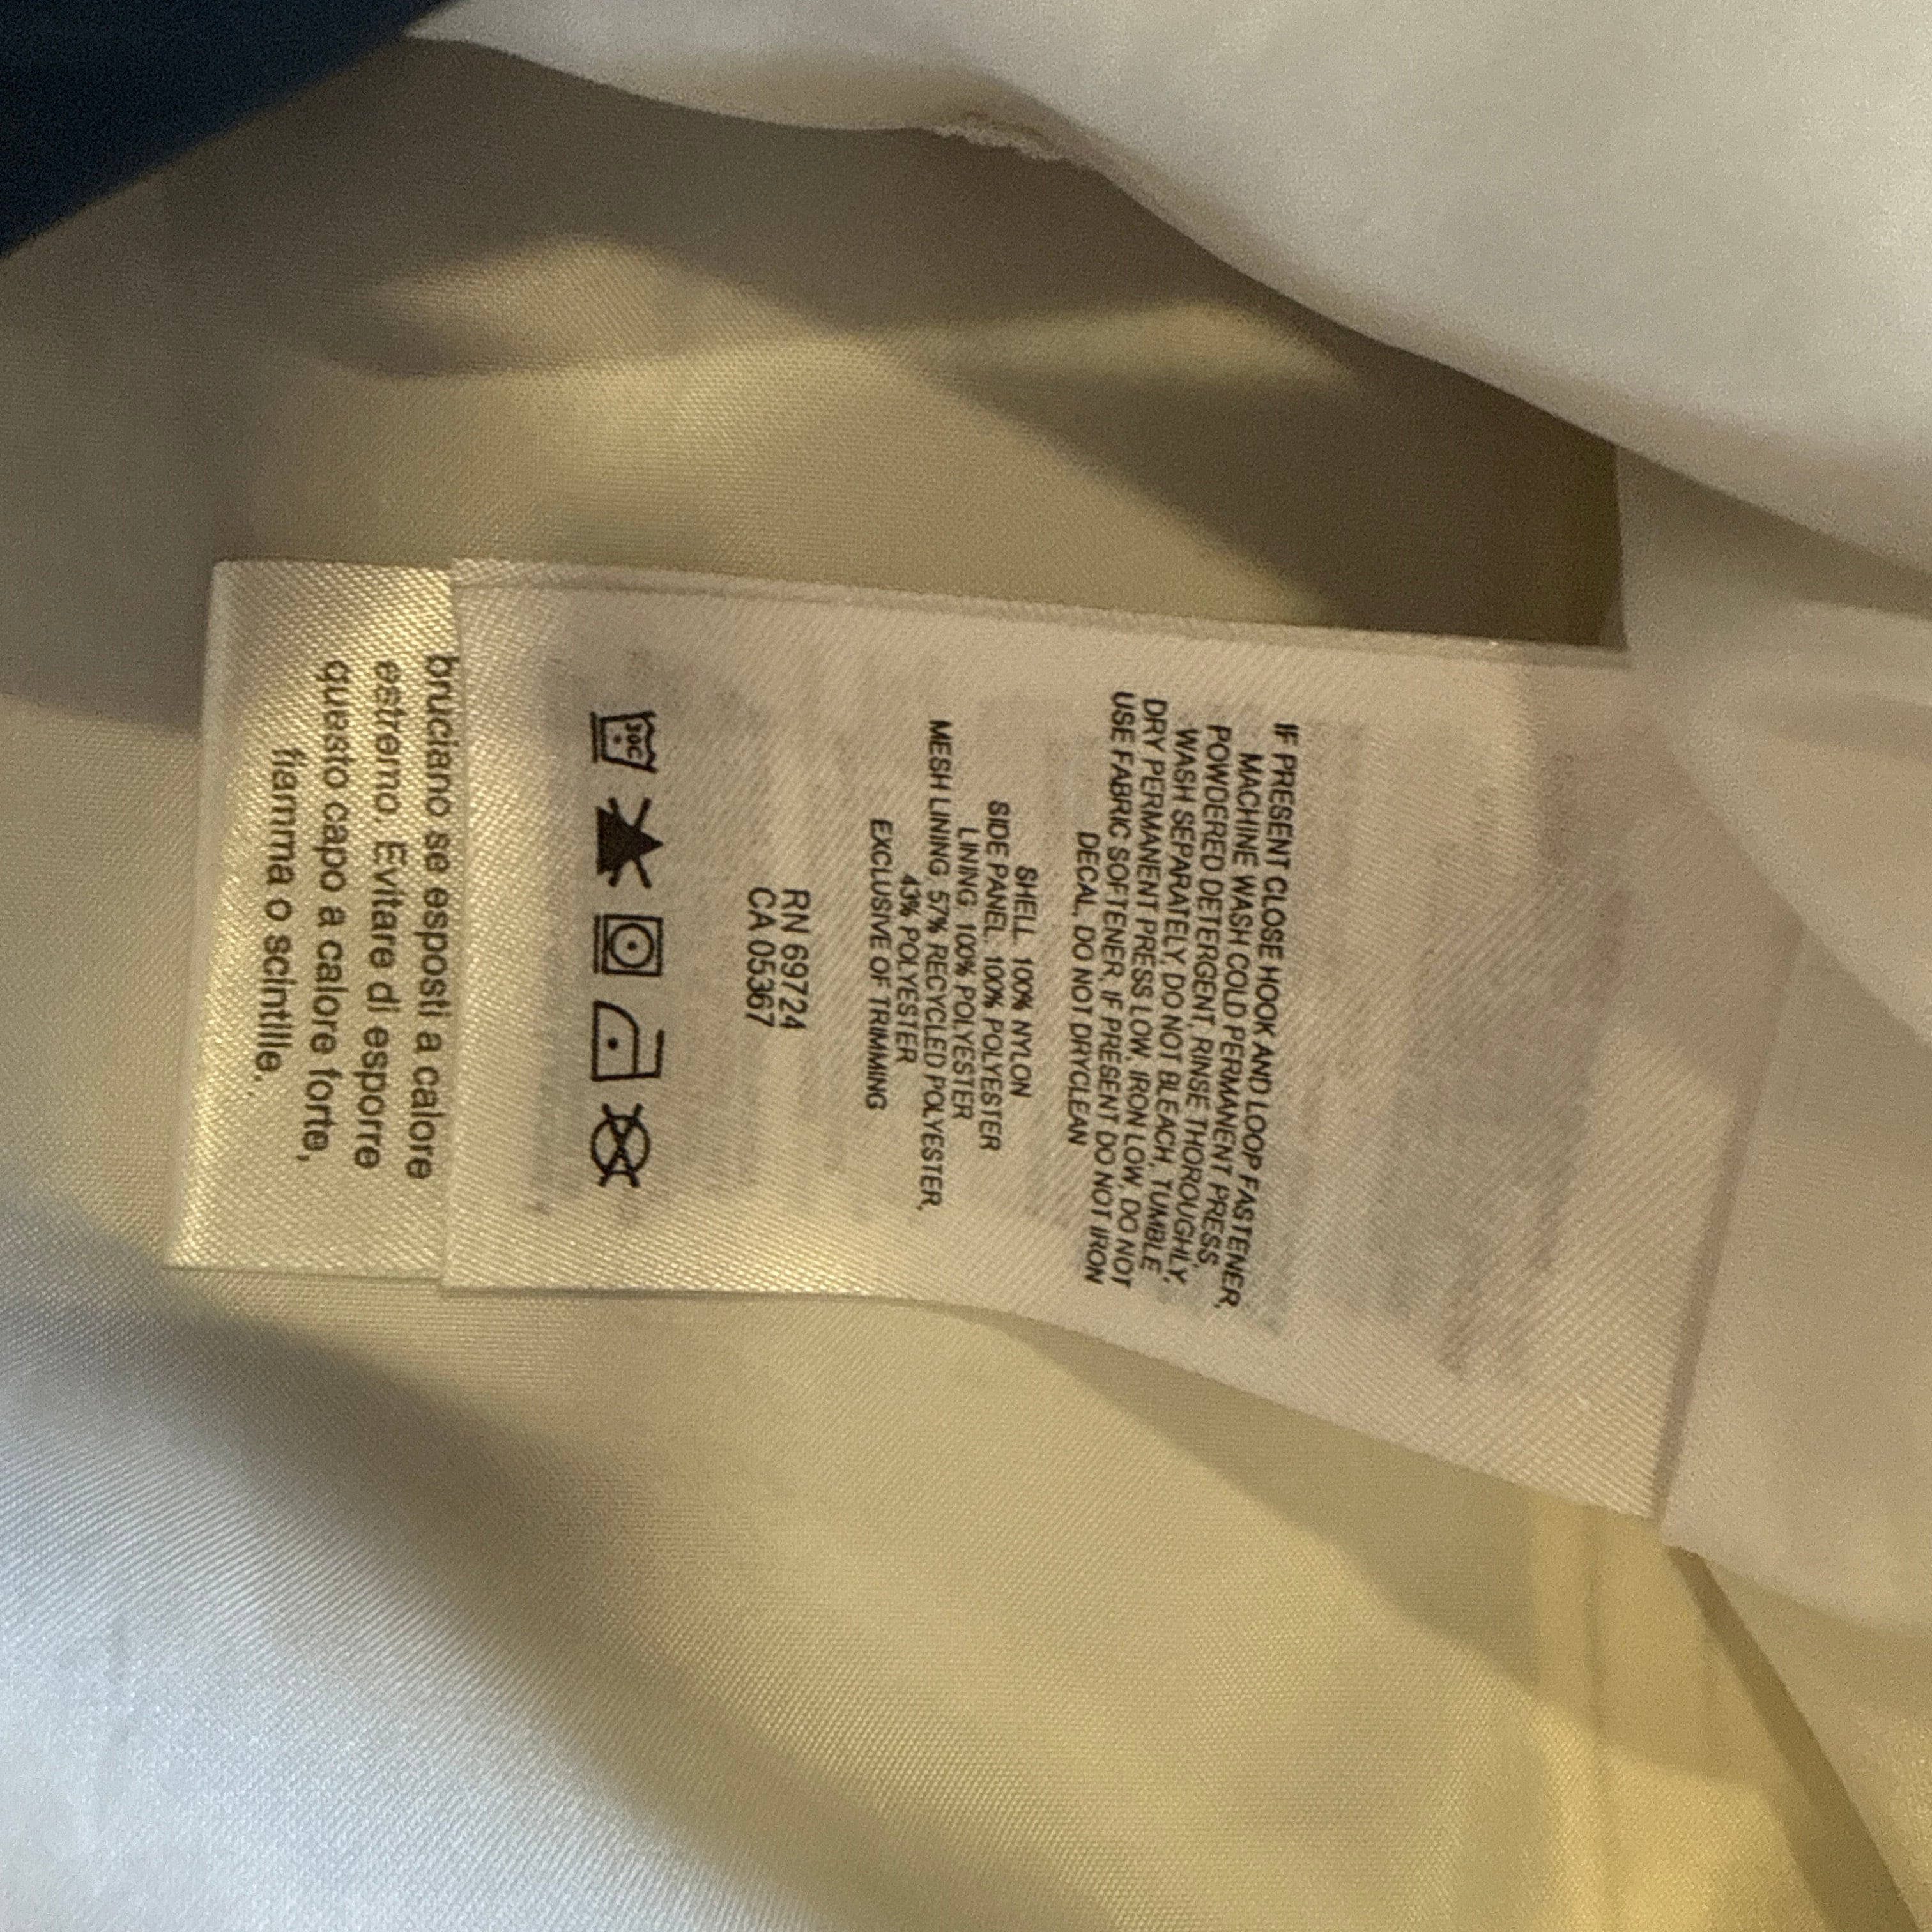 IF PRESENT CLOSE HOOK AND LOOP FASTENER,
MACHINE WASH COLD PERMANENT PRESS,
POWDERED DETERGENT, RINSE THOROUGHLY,
WASH SEPARATELY, DO NOT BLEACH, TUMBLE
DRY PERMANENT PRESS LOW, IRON LOW, DO NOT
USE FABRIC SOFTENER, IF PRESENT DO NOT IRON
DECAL, DO NOT DRYCLEAN
SHELL: 100% NYLON
SIDE PANEL: 100% POLYESTER
LINING: 100% POLYESTER
MESH LINING: 57% RECYCLED POLYESTER,
43% POLYESTER
EXCLUSIVE OF TRIMMING
RN 69724
CA 05367
30C
bruciano se esposti a calore
estremo. Evitare di esporre
questo capo a calore forte,
fiamma o scintille.